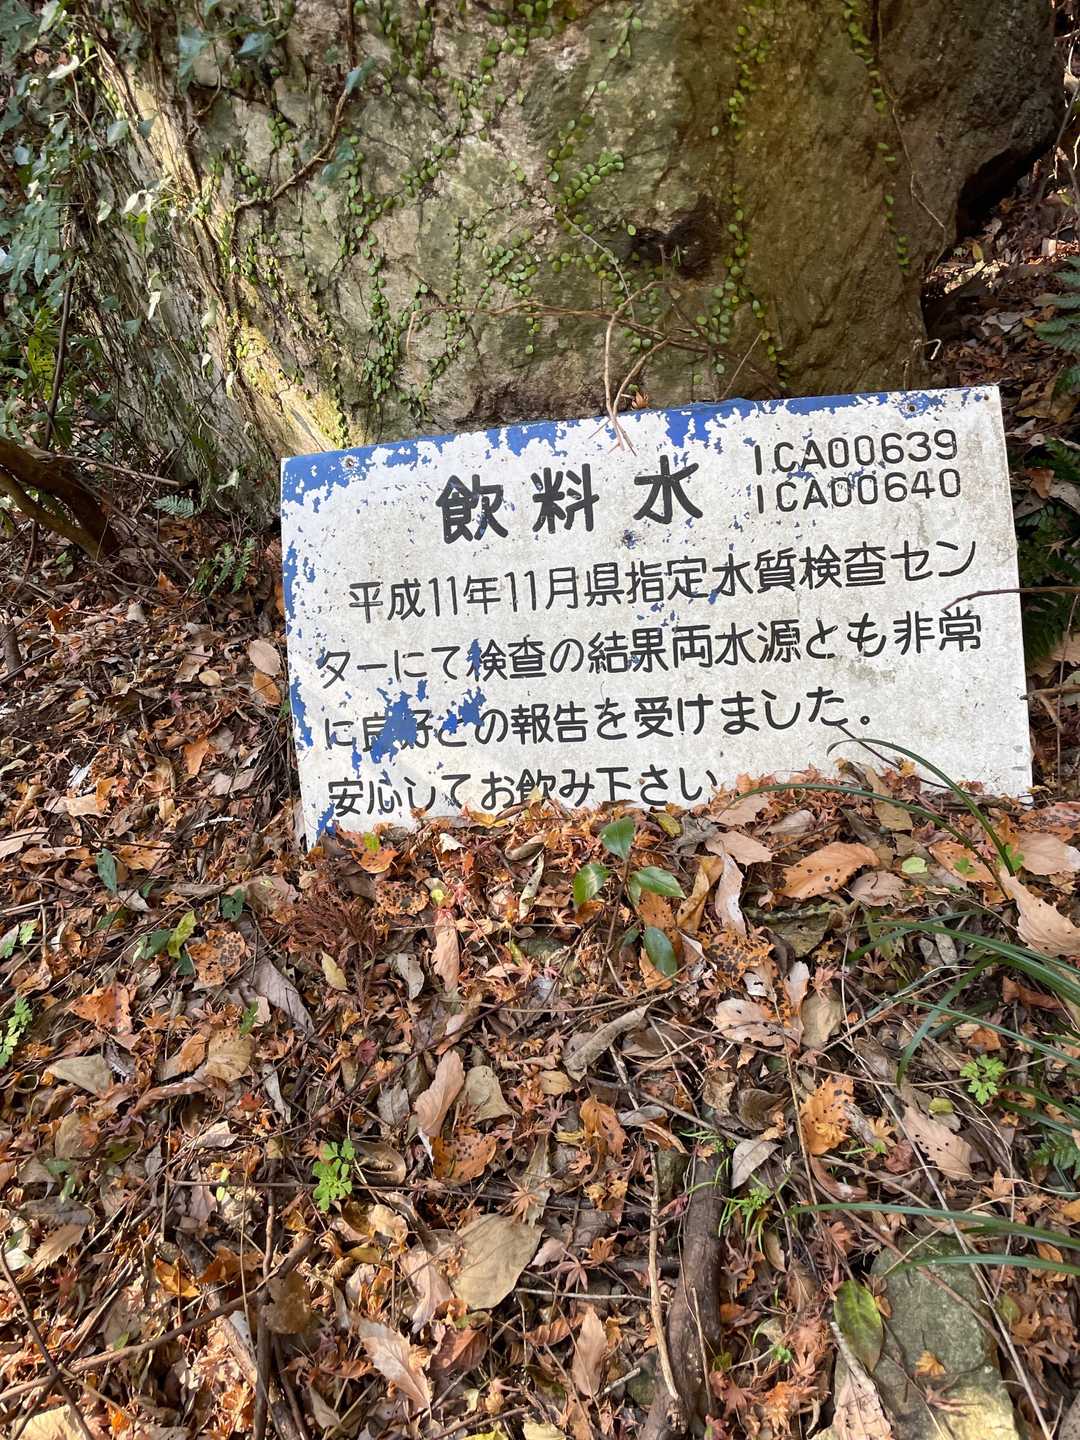 飲料水
ICA00639
ICA00640
平成11年11月県指定水質検査セン
ターにて検査の結果両水源とも非常
に良好との報告を受けました。
安心してお飲み下さい